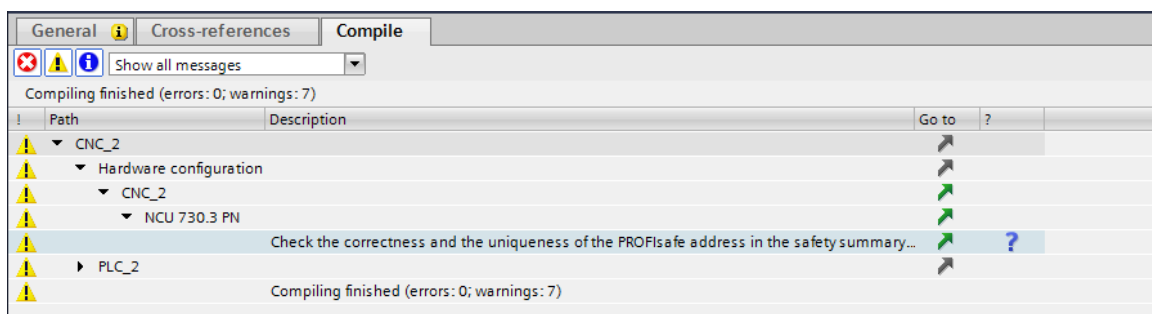 General Cross-references Compile
Show all messages
Compiling finished (errors: 0; warnings: 7)
! Path Description Go to ?
CNC_2
Hardware configuration
CNC_2
NCU 730.3 PN
Check the correctness and the uniqueness of the PROFIsafe address in the safety summary... ?
PLC_2
Compiling finished (errors: 0; warnings: 7)